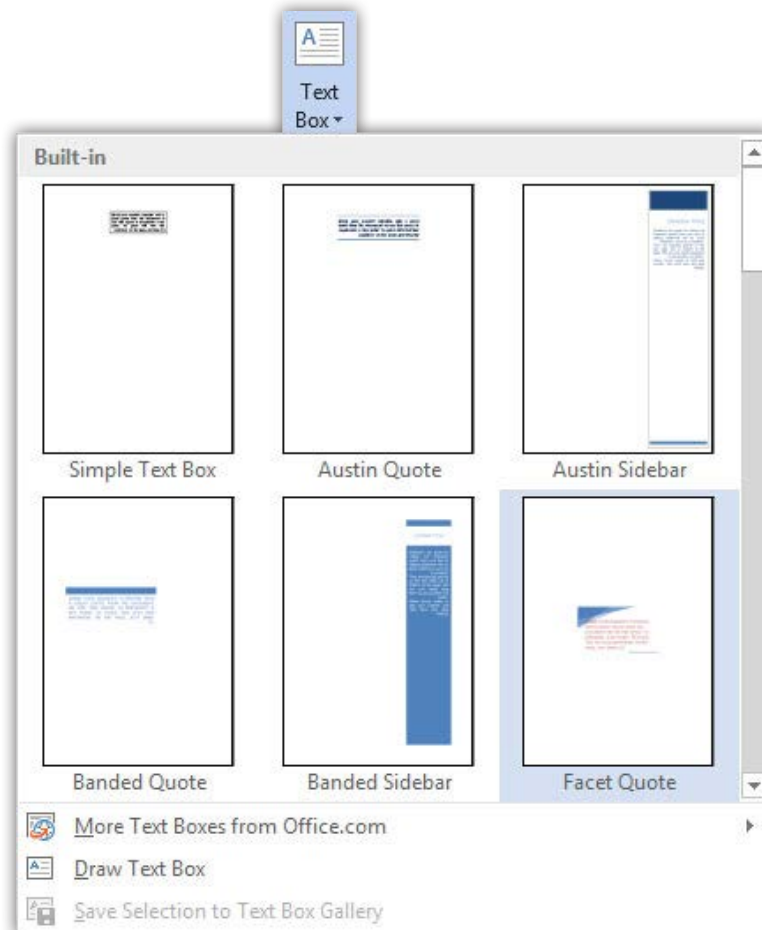 Text
Box
Built-in
Simple Text Box
Austin Quote
Austin Sidebar
Banded Quote
Banded Sidebar
Facet Quote
More Text Boxes from Office.com
Draw Text Box
Save Selection to Text Box Gallery